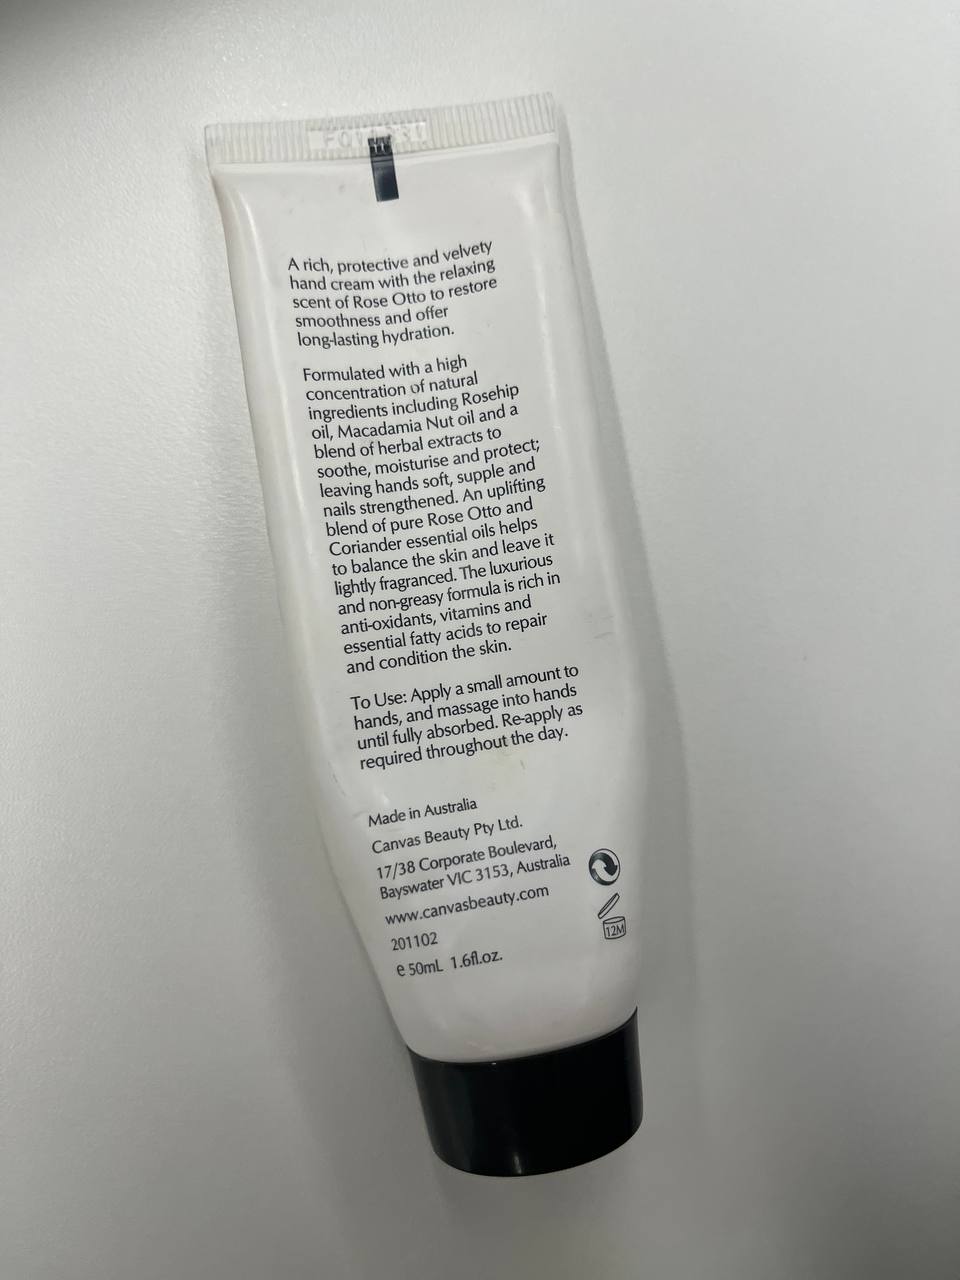 A rich, protective and velvety
hand cream with the relaxing
scent of Rose Otto to restore
smoothness and offer
long-lasting hydration.
Formulated with a high
concentration of natural
ingredients including Rosehip
oil, Macadamia Nut oil and a
blend of herbal extracts to
soothe, moisturise and protect;
leaving hands soft, supple and
nails strengthened. An uplifting
blend of pure Rose Otto and
Coriander essential oils helps
to balance the skin and leave it
lightly fragranced. The luxurious
and non-greasy formula is rich in
anti-oxidants, vitamins and
essential fatty acids to repair
and condition the skin.
To Use: Apply a small amount to
hands, and massage into hands
until fully absorbed. Re-apply as
required throughout the day.
Made in Australia
Canvas Beauty Pty Ltd.
17/38 Corporate Boulevard,
Bayswater VIC 3153, Australia
www.canvasbeauty.com
201102
e 50mL 1.6fl.oz.
12M